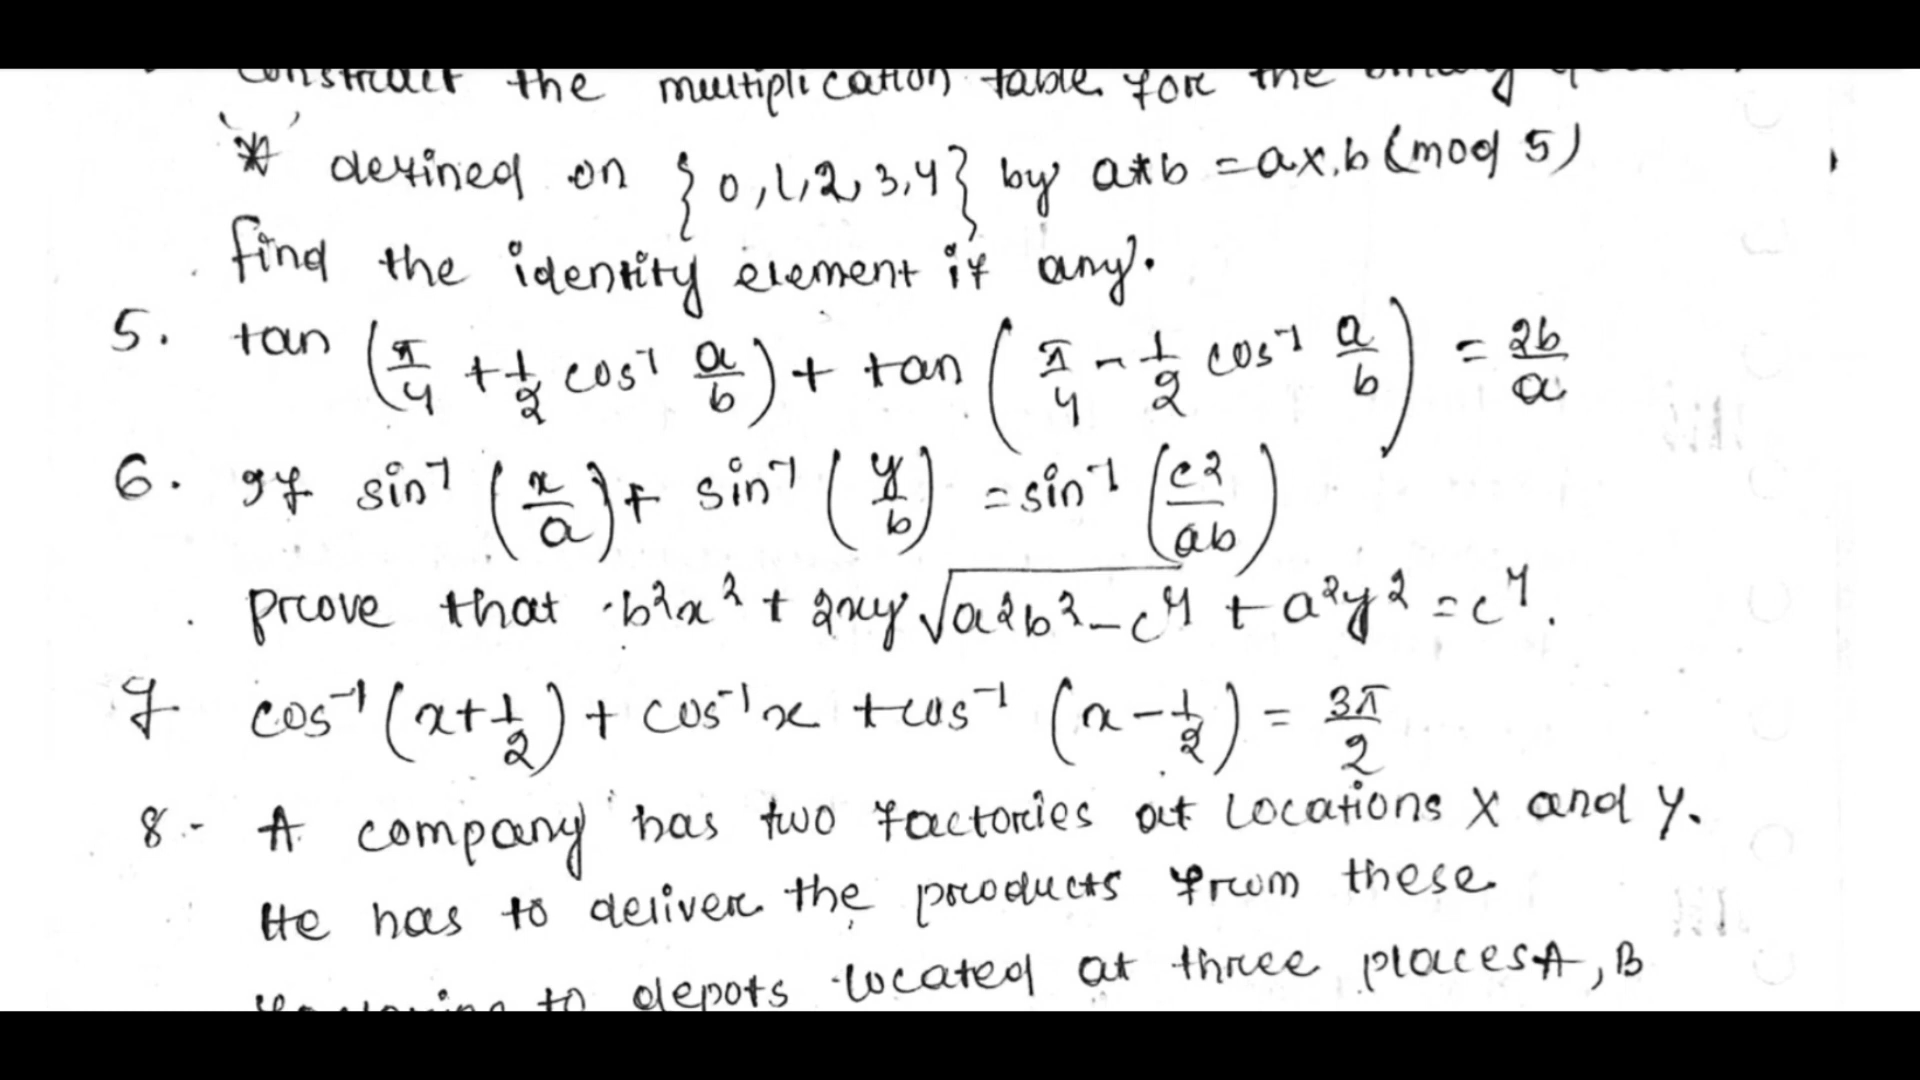 construct the multiplication table for the binary
'*' defined on {0,1,2,3,4} by a*b = a×.b (mod 5)
find the identity element if any.
5. tan (π/4 + 1/2 cos⁻¹ a/b) + tan (π/4 − 1/2 cos⁻¹ a/b) = 2b/a
6. If sin⁻¹ (x/a) + sin⁻¹ (y/b) = sin⁻¹ (c²/ab)
prove that b²x² + 2xy √(a²b² − c⁴) + a²y² = c⁴.
7 cos⁻¹ (x+1/2) + cos⁻¹x + cos⁻¹ (x−1/2) = 3π/2
8 - A company has two factories at locations X and Y.
He has to deliver the products from these
to depots located at three places A, B